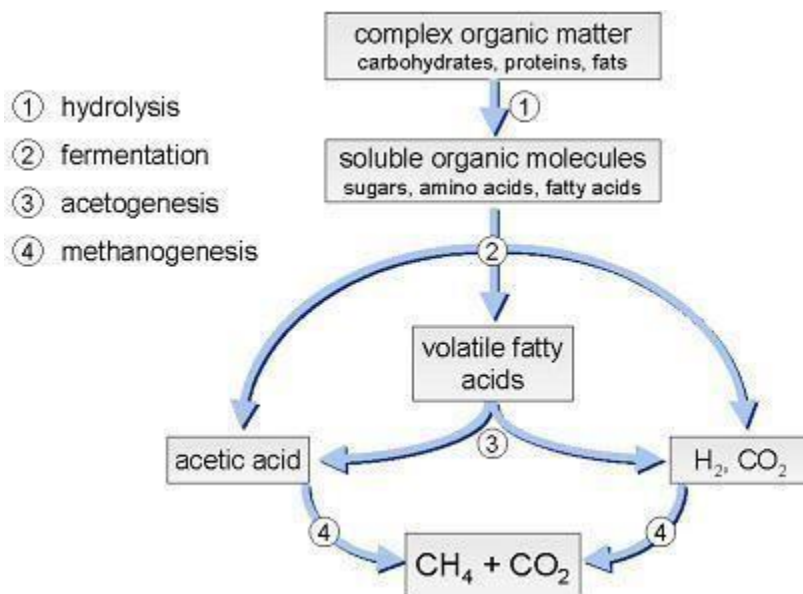 complex organic matter
carbohydrates, proteins, fats
① hydrolysis
①
② fermentation
soluble organic molecules
sugars, amino acids, fatty acids
③ acetogenesis
④ methanogenesis
②
volatile fatty
acids
③
acetic acid
H₂, CO₂
④
④
CH₄ + CO₂